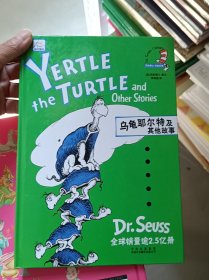 YERTLE
the TURTLE and
Other Stories
乌龟耶尔特及
其他故事
Dr. Seuss
全球销量逾2.5亿册